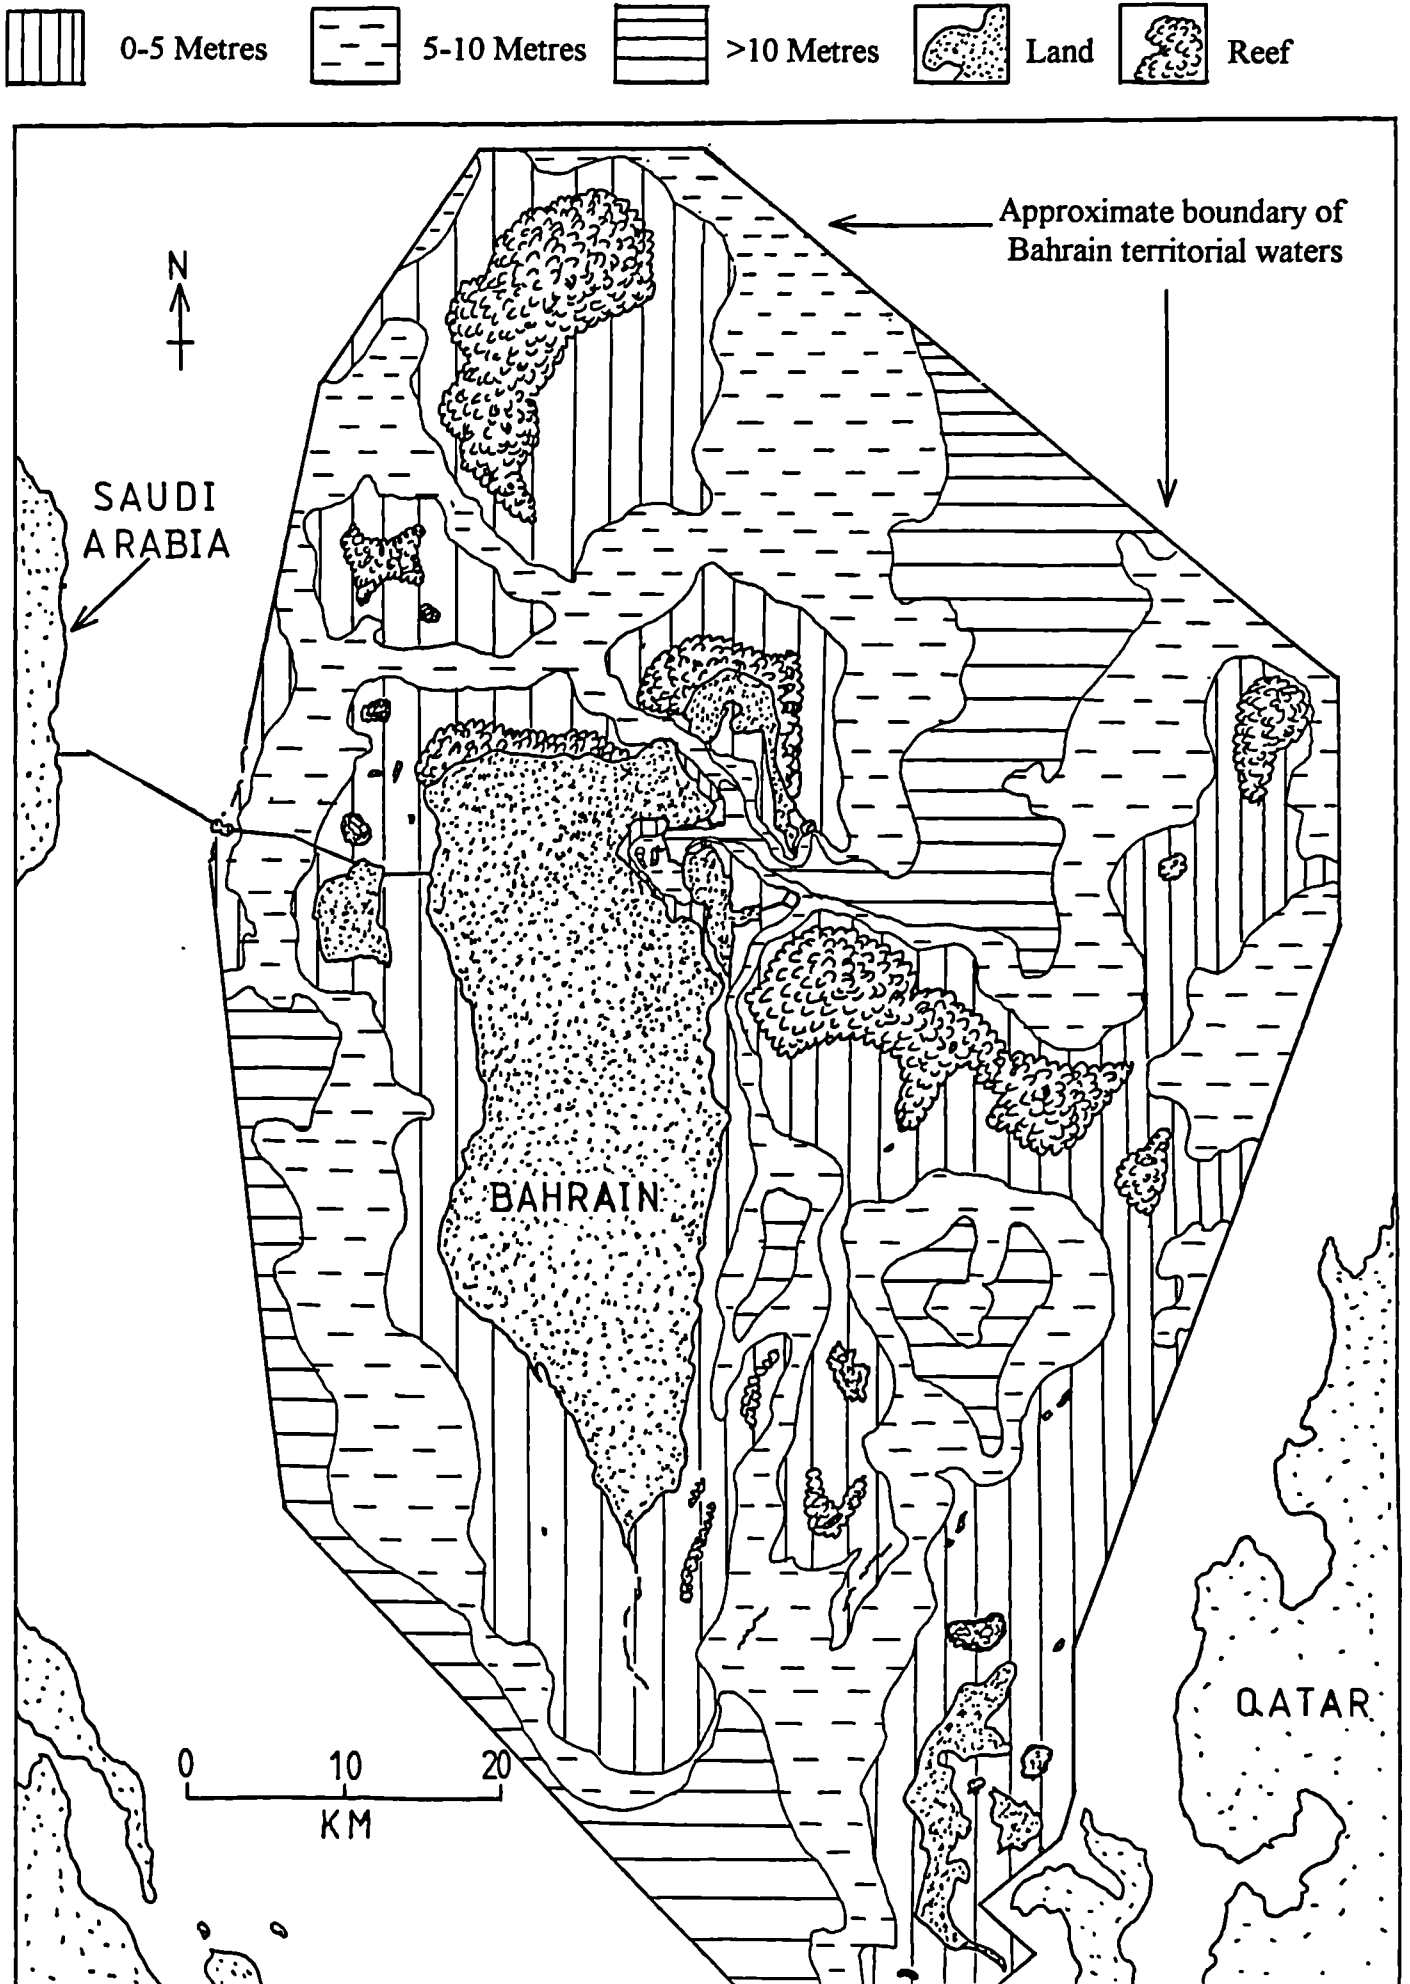 0-5 Metres
5-10 Metres
>10 Metres
Land
Reef
Approximate boundary of
Bahrain territorial waters
N
SAUDI
ARABIA
BAHRAIN
QATAR
0 10 20
KM